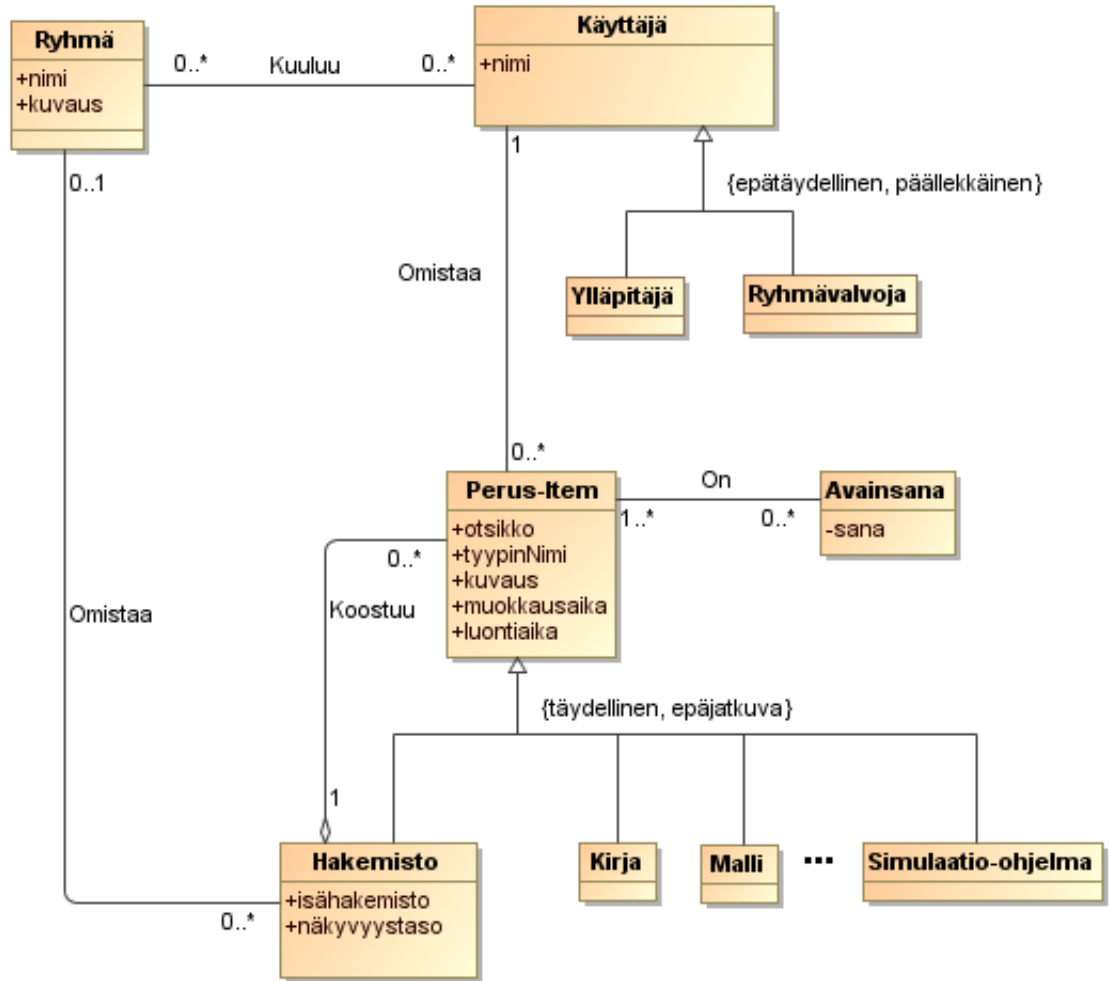 Ryhmä
+nimi
+kuvaus
0..*
Kuuluu
0..*
Käyttäjä
+nimi
0..1
1
{epätäydellinen, päällekkäinen}
Omistaa
Ylläpitäjä
Ryhmävalvoja
0..*
Perus-Item
+otsikko
+tyypinNimi
+kuvaus
+muokkausaika
+luontiaika
On
1..*
0..*
Avainsana
-sana
0..*
Koostuu
Omistaa
{täydellinen, epäjatkuva}
1
Hakemisto
+isähakemisto
+näkyvyystaso
0..*
Kirja
Malli
...
Simulaatio-ohjelma